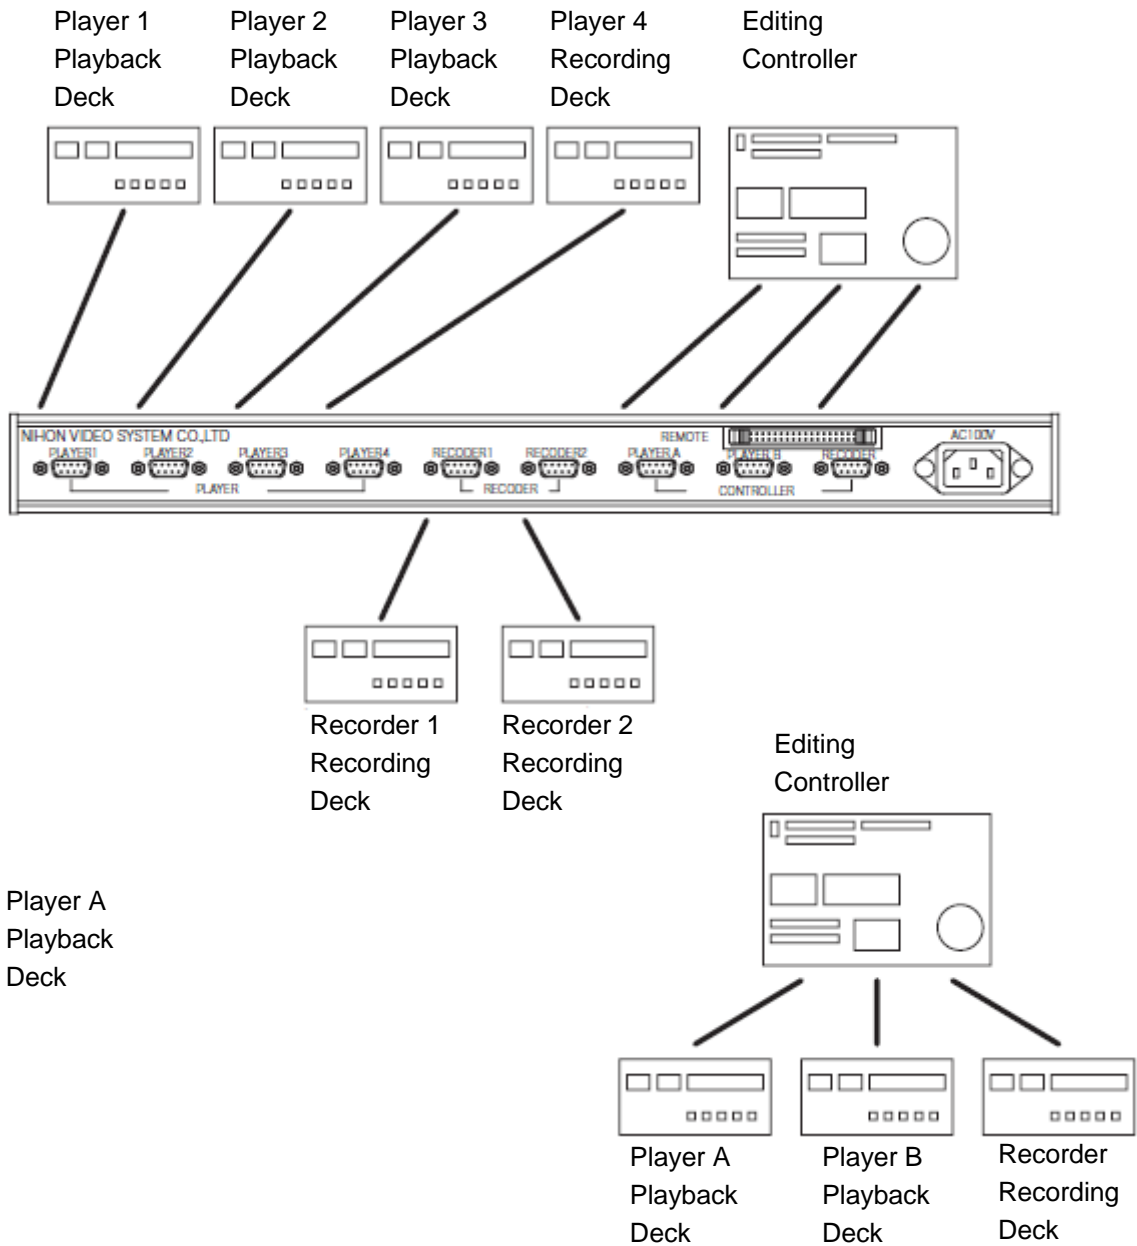 Player 1
Playback
Deck
Player 2
Playback
Deck
Player 3
Playback
Deck
Player 4
Recording
Deck
Editing
Controller
NIHON VIDEO SYSTEM CO.,LTD
REMOTE
AC100V
PLAYER1
PLAYER2
PLAYER3
PLAYER4
RECODER1
RECODER2
PLAYER A
PLAYER B
RECODER
PLAYER
RECODER
CONTROLLER
Recorder 1
Recording
Deck
Recorder 2
Recording
Deck
Editing
Controller
Player A
Playback
Deck
Player A
Playback
Deck
Player B
Playback
Deck
Recorder
Recording
Deck